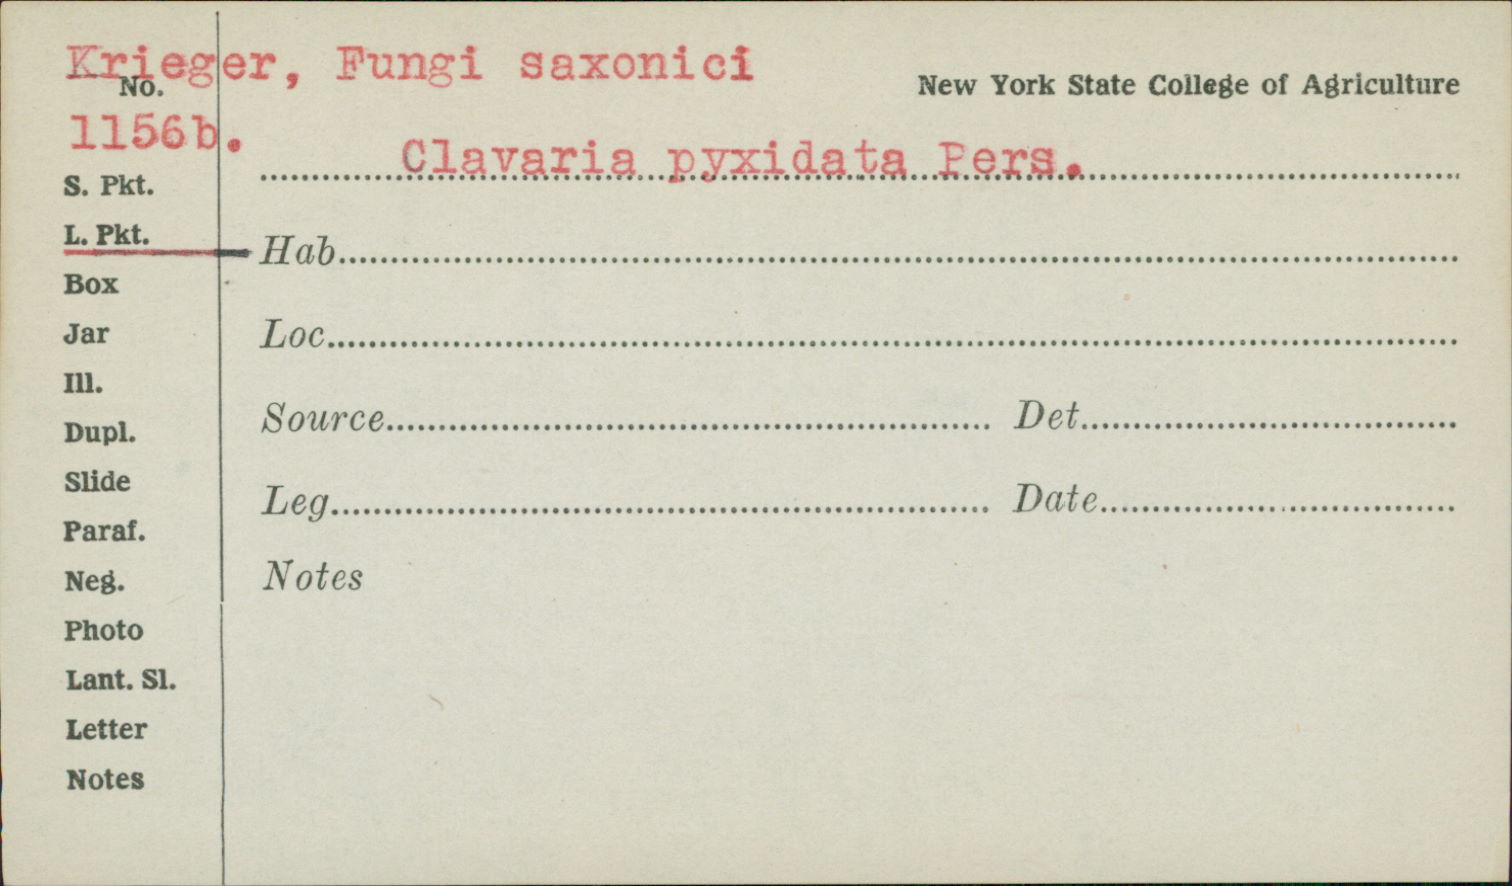 Krieger, Fungi saxonici
No.
New York State College of Agriculture
1156b.
Clavaria pyxidata Pers.
S. Pkt.
L. Pkt.
Hab
Box
Loc
Jar
Ill.
Source Det
Dupl.
Slide
Leg Date
Paraf.
Neg.
Notes
Photo
Lant. Sl.
Letter
Notes